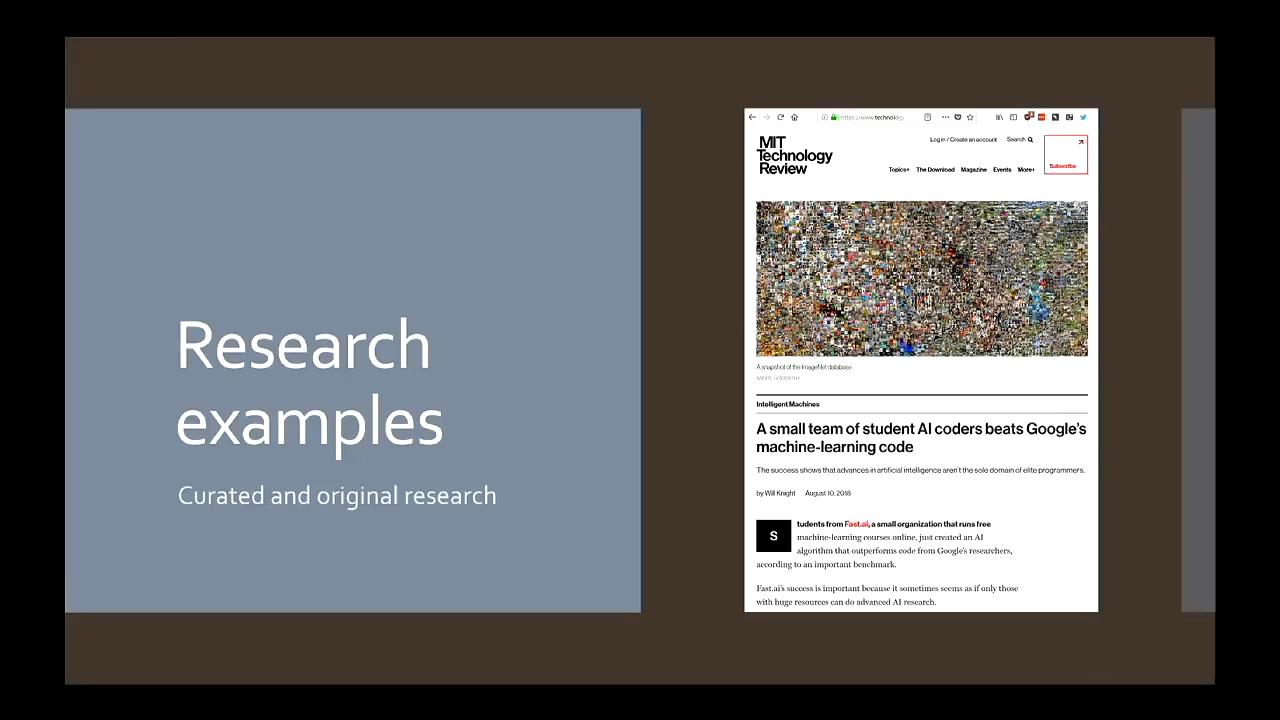 Research
examples
Curated and original research
https://www.technolog
MIT
Technology
Review
Log in / Create an account
Search
Subscribe
Topics+
The Download
Magazine
Events
More+
A snapshot of the ImageNet database
Intelligent Machines
A small team of student AI coders beats Google's
machine-learning code
The success shows that advances in artificial intelligence aren't the sole domain of elite programmers.
by Will Knight August 10, 2018
Students from Fast.ai, a small organization that runs free
machine-learning courses online, just created an AI
algorithm that outperforms code from Google's researchers,
according to an important benchmark.
Fast.ai's success is important because it sometimes seems as if only those
with huge resources can do advanced AI research.